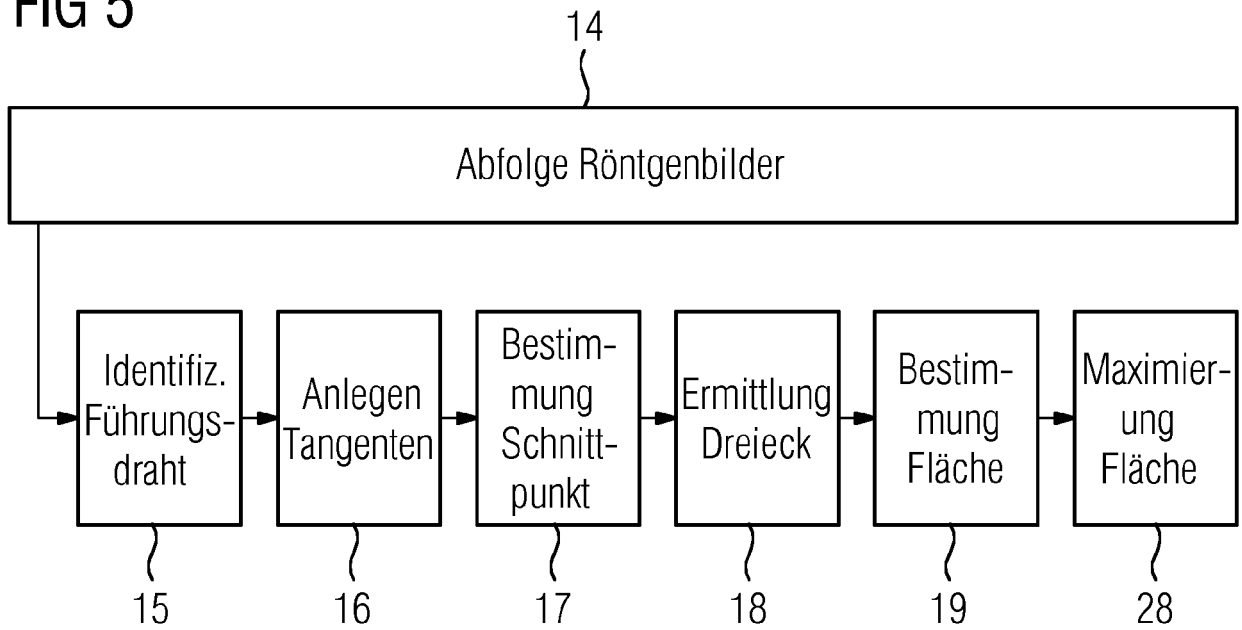 FIG 5
14
Abfolge Röntgenbilder
Identifiz.
Führungs-
draht
Anlegen
Tangenten
Bestim-
mung
Schnitt-
punkt
Ermittlung
Dreieck
Bestim-
mung
Fläche
Maximier-
ung
Fläche
15
16
17
18
19
28